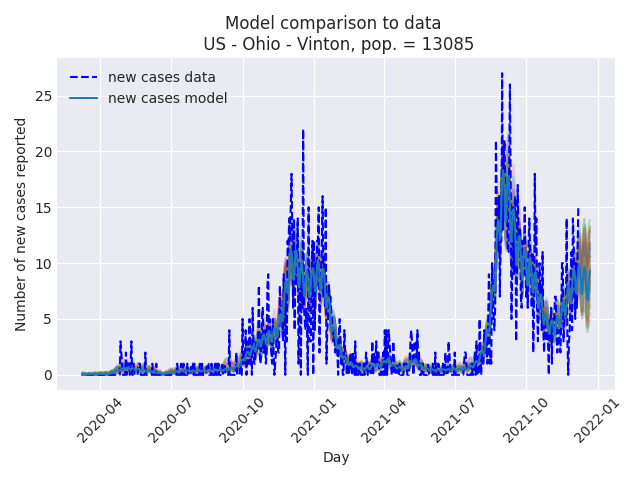 Model comparison to data
US - Ohio - Vinton, pop. = 13085
new cases data
new cases model
Number of new cases reported
25
20
15
10
5
0
2020-04
2020-07
2020-10
2021-01
2021-04
2021-07
2021-10
2022-01
Day